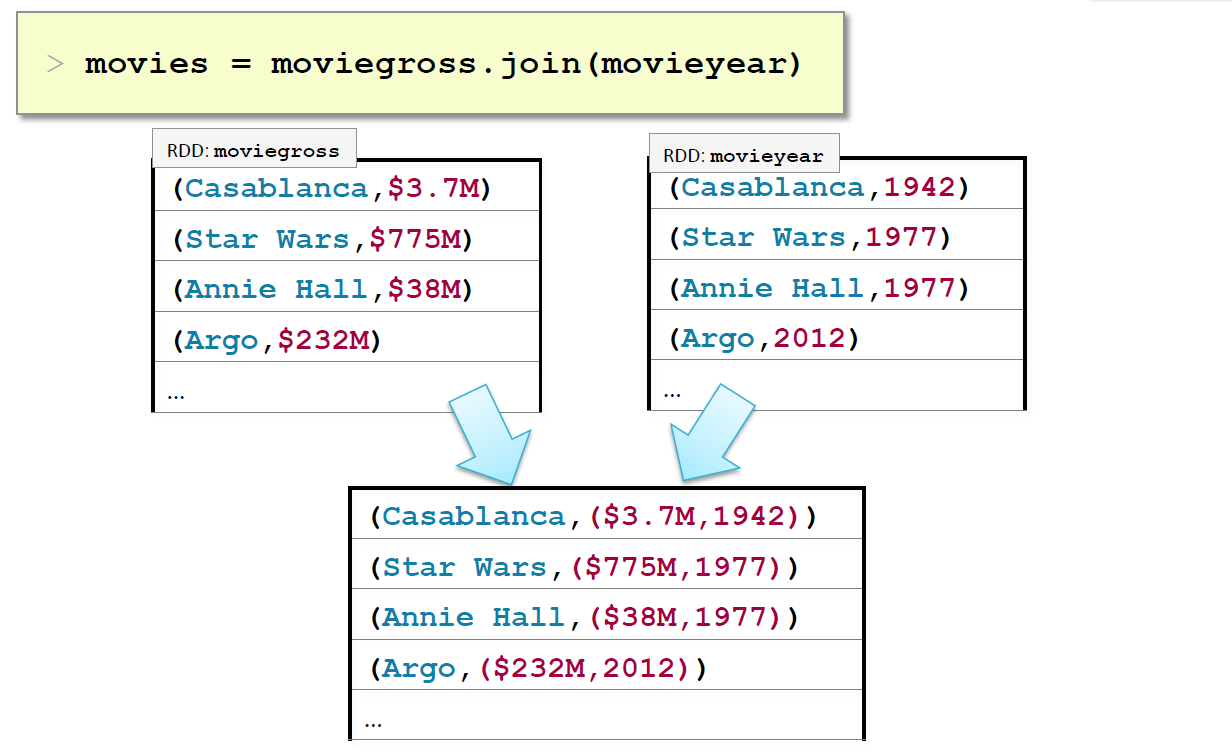 > movies = moviegross.join(movieyear)
RDD: moviegross
(Casablanca,$3.7M)
(Star Wars,$775M)
(Annie Hall,$38M)
(Argo,$232M)
...
RDD: movieyear
(Casablanca,1942)
(Star Wars,1977)
(Annie Hall,1977)
(Argo,2012)
...
(Casablanca,($3.7M,1942))
(Star Wars,($775M,1977))
(Annie Hall,($38M,1977))
(Argo,($232M,2012))
...